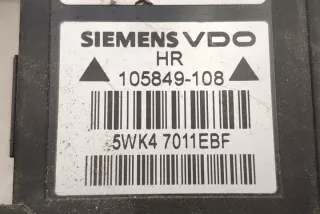 SIEMENS VDO
HR
105849-108
5WK4 7011EBF